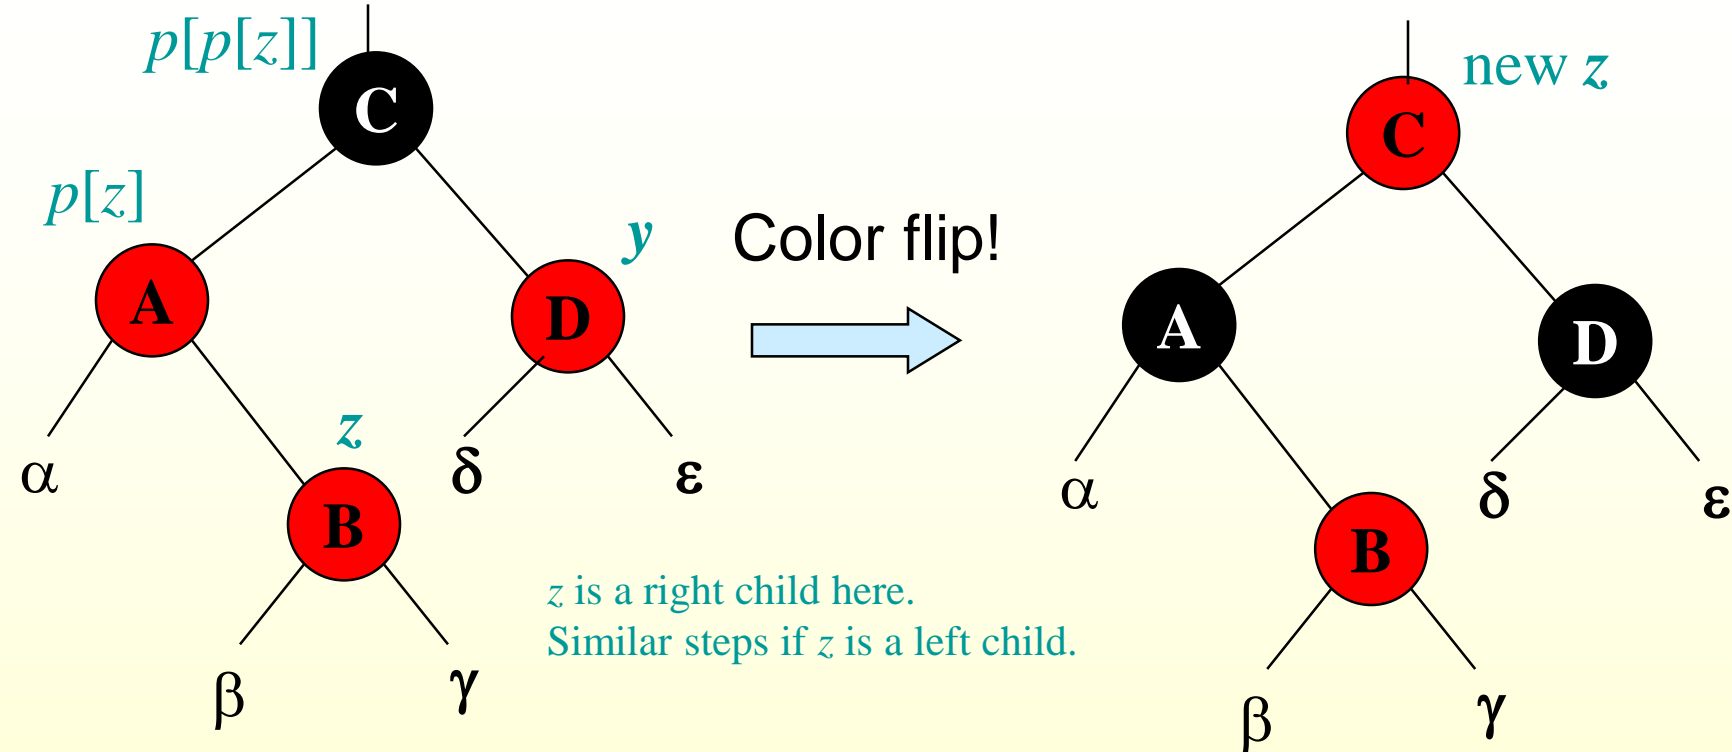 p[p[z]]
C
p[z]
A
y
D
z
B
α
δ
ε
β
γ
Color flip!
z is a right child here.
Similar steps if z is a left child.
new z
C
A
D
α
δ
ε
B
β
γ